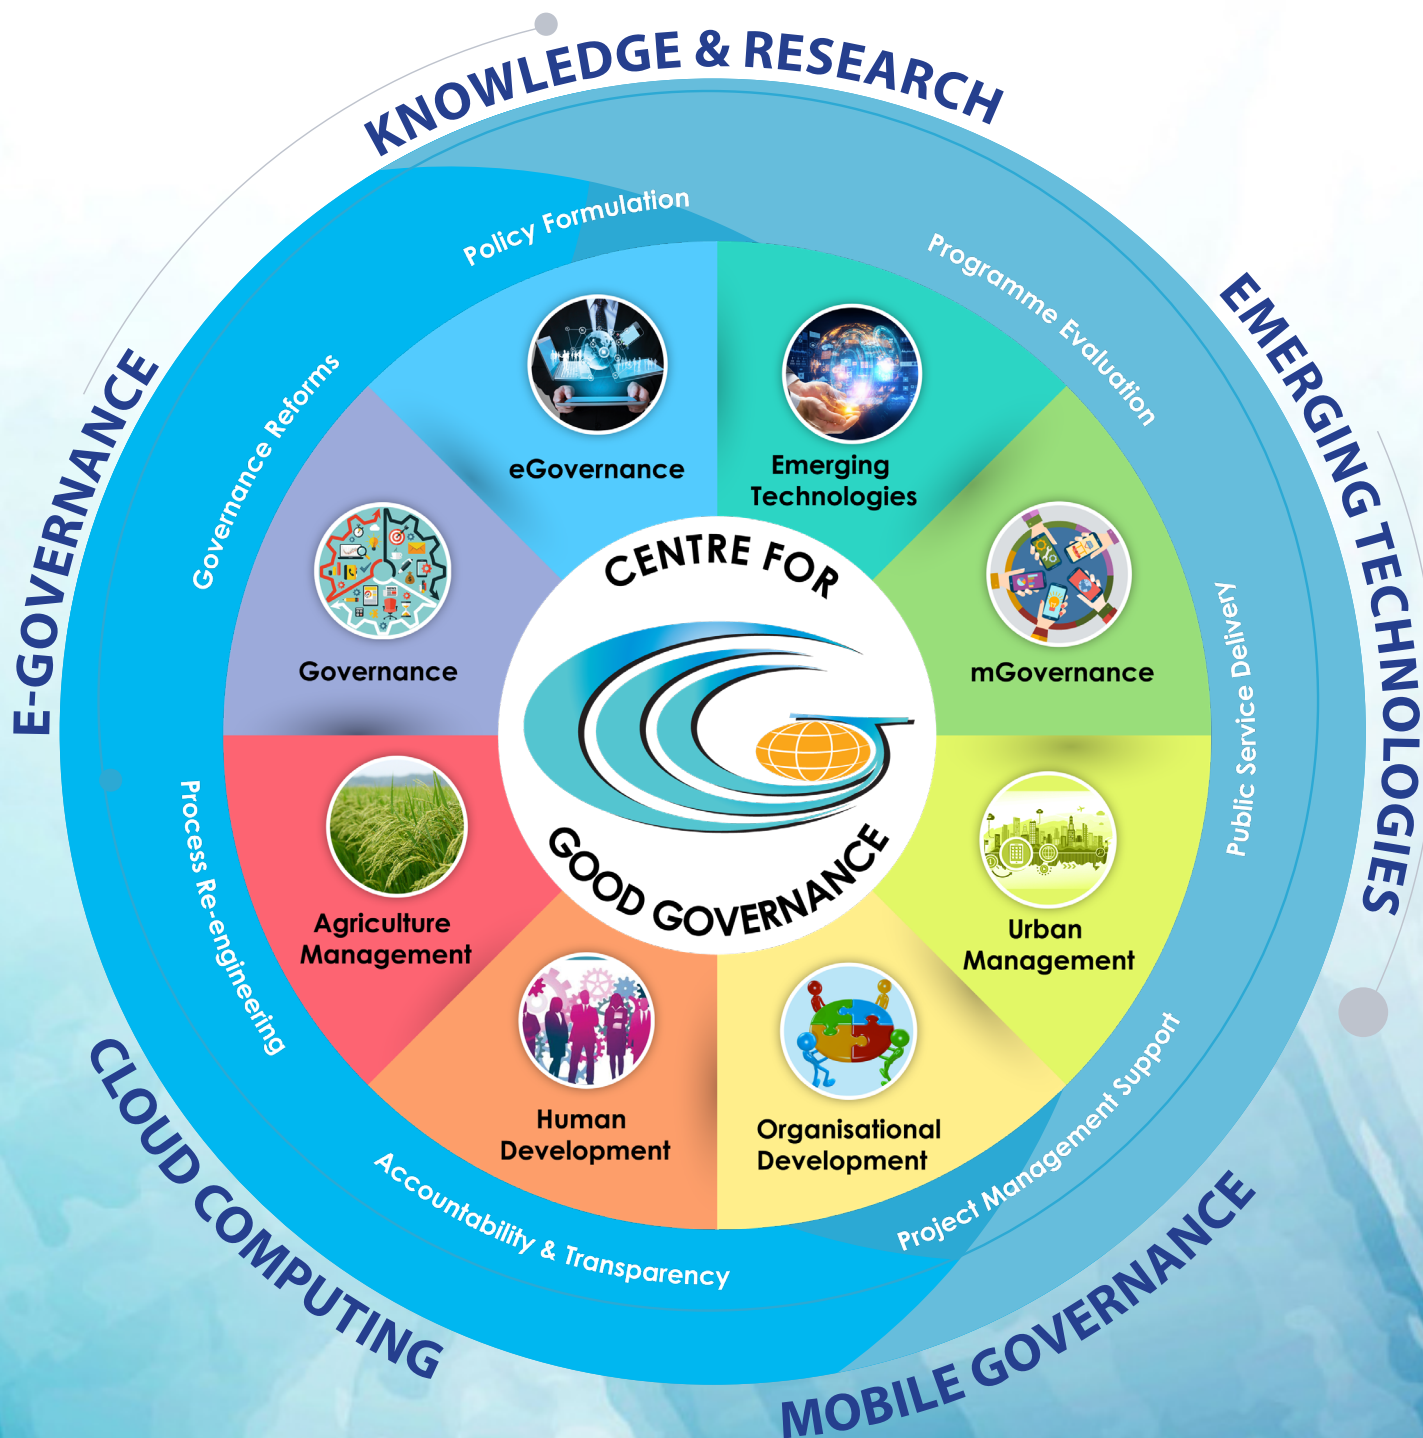 KNOWLEDGE & RESEARCH
EMERGING TECHNOLOGIES
MOBILE GOVERNANCE
CLOUD COMPUTING
E-GOVERNANCE
Policy Formulation
Programme Evaluation
Public Service Delivery
Project Management Support
Accountability & Transparency
Process Re-engineering
Governance Reforms
eGovernance
Emerging
Technologies
mGovernance
Urban
Management
Organisational
Development
Human
Development
Agriculture
Management
Governance
CENTRE FOR
GOOD GOVERNANCE